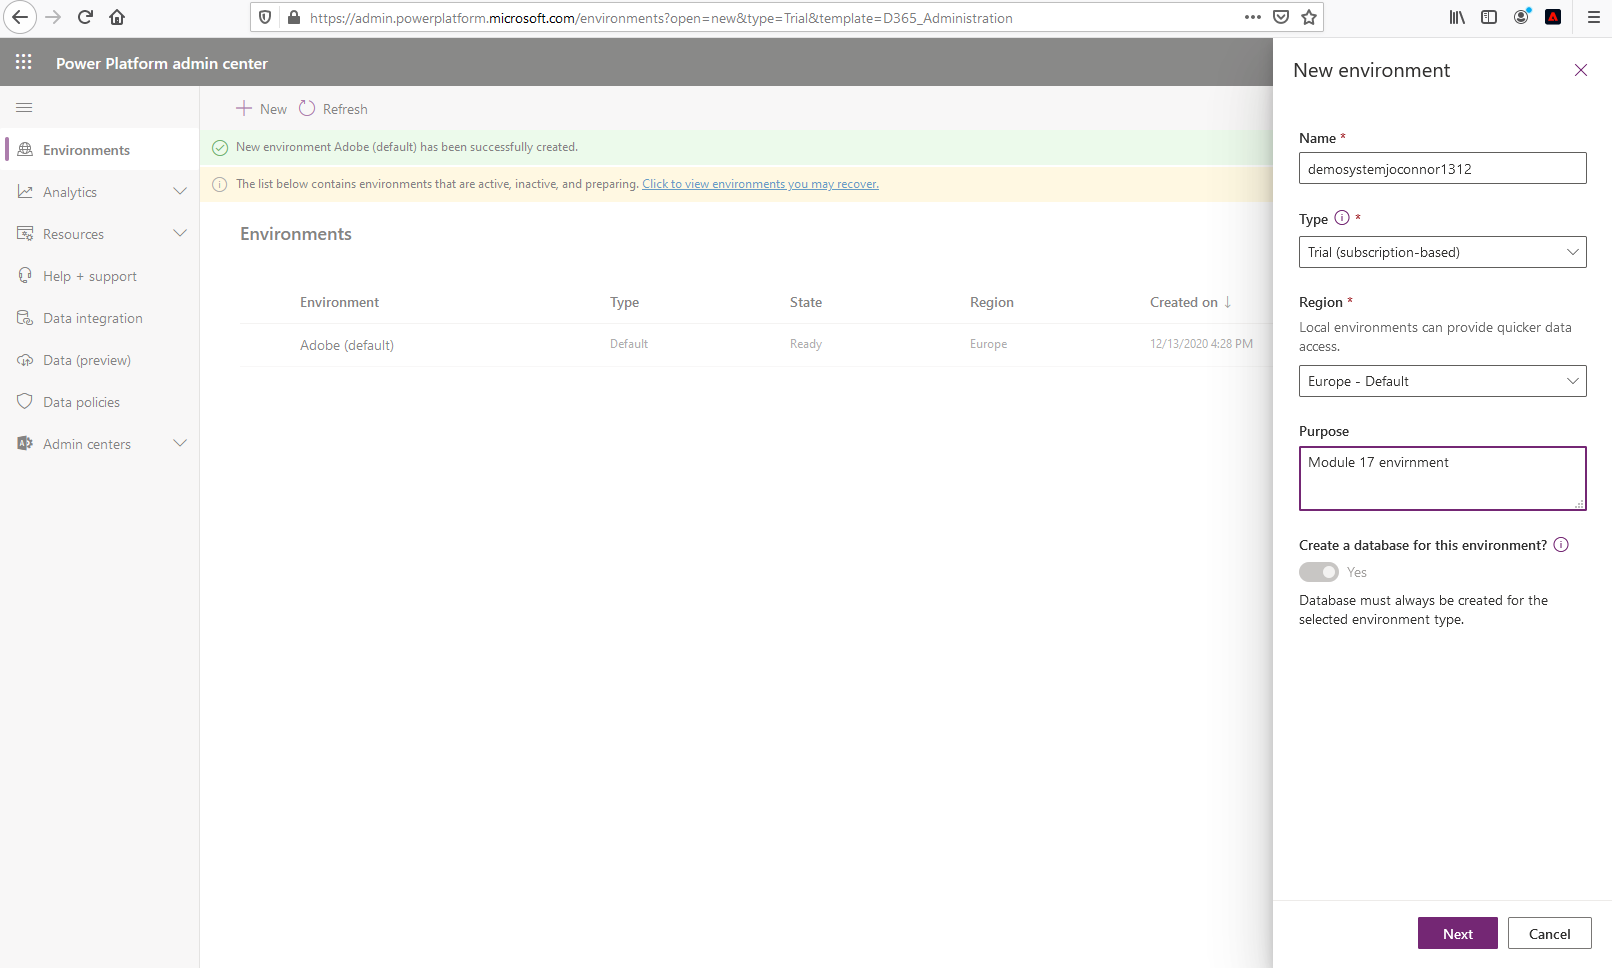 https://admin.powerplatform.microsoft.com/environments?open=new&type=Trial&template=D365_Administration
Power Platform admin center
Environments
Analytics
Resources
Help + support
Data integration
Data (preview)
Data policies
Admin centers
New Refresh
New environment Adobe (default) has been successfully created.
The list below contains environments that are active, inactive, and preparing. Click to view environments you may recover.
Environments
Environment Type State Region Created on ↓
Adobe (default) Default Ready Europe 12/13/2020 4:28 PM
New environment
Name *
demosystemjoconnor1312
Type *
Trial (subscription-based)
Region *
Local environments can provide quicker data
access.
Europe - Default
Purpose
Module 17 envirnment
Create a database for this environment?
Yes
Database must always be created for the
selected environment type.
Next Cancel